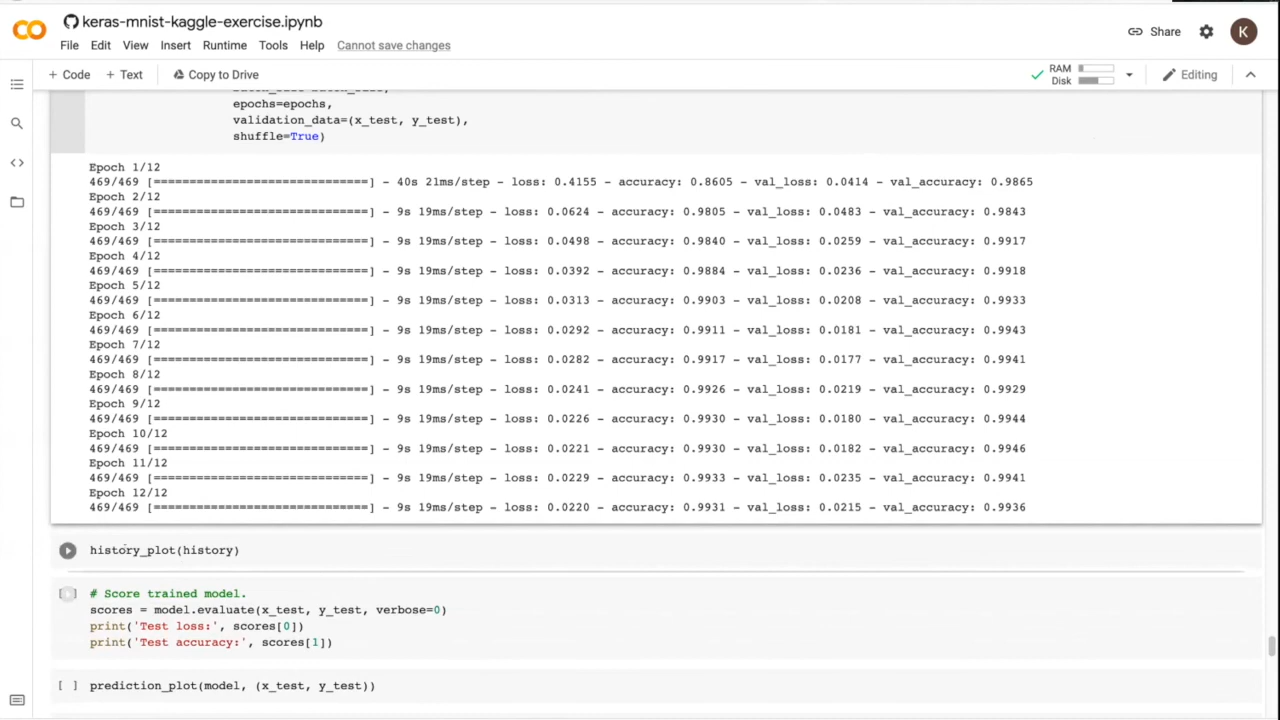 keras-mnist-kaggle-exercise.ipynb
File Edit View Insert Runtime Tools Help Cannot save changes
Share
K
+ Code + Text Copy to Drive
RAM
Disk
Editing
epochs=epochs,
validation_data=(x_test, y_test),
shuffle=True)
Epoch 1/12
469/469 [==============================] - 40s 21ms/step - loss: 0.4155 - accuracy: 0.8605 - val_loss: 0.0414 - val_accuracy: 0.9865
Epoch 2/12
469/469 [==============================] - 9s 19ms/step - loss: 0.0624 - accuracy: 0.9805 - val_loss: 0.0483 - val_accuracy: 0.9843
Epoch 3/12
469/469 [==============================] - 9s 19ms/step - loss: 0.0498 - accuracy: 0.9840 - val_loss: 0.0259 - val_accuracy: 0.9917
Epoch 4/12
469/469 [==============================] - 9s 19ms/step - loss: 0.0392 - accuracy: 0.9884 - val_loss: 0.0236 - val_accuracy: 0.9918
Epoch 5/12
469/469 [==============================] - 9s 19ms/step - loss: 0.0313 - accuracy: 0.9903 - val_loss: 0.0208 - val_accuracy: 0.9933
Epoch 6/12
469/469 [==============================] - 9s 19ms/step - loss: 0.0292 - accuracy: 0.9911 - val_loss: 0.0181 - val_accuracy: 0.9943
Epoch 7/12
469/469 [==============================] - 9s 19ms/step - loss: 0.0282 - accuracy: 0.9917 - val_loss: 0.0177 - val_accuracy: 0.9941
Epoch 8/12
469/469 [==============================] - 9s 19ms/step - loss: 0.0241 - accuracy: 0.9926 - val_loss: 0.0219 - val_accuracy: 0.9929
Epoch 9/12
469/469 [==============================] - 9s 19ms/step - loss: 0.0226 - accuracy: 0.9930 - val_loss: 0.0180 - val_accuracy: 0.9944
Epoch 10/12
469/469 [==============================] - 9s 19ms/step - loss: 0.0221 - accuracy: 0.9930 - val_loss: 0.0182 - val_accuracy: 0.9946
Epoch 11/12
469/469 [==============================] - 9s 19ms/step - loss: 0.0229 - accuracy: 0.9933 - val_loss: 0.0235 - val_accuracy: 0.9941
Epoch 12/12
469/469 [==============================] - 9s 19ms/step - loss: 0.0220 - accuracy: 0.9931 - val_loss: 0.0215 - val_accuracy: 0.9936
history_plot(history)
# Score trained model.
scores = model.evaluate(x_test, y_test, verbose=0)
print('Test loss:', scores[0])
print('Test accuracy:', scores[1])
[ ] prediction_plot(model, (x_test, y_test))